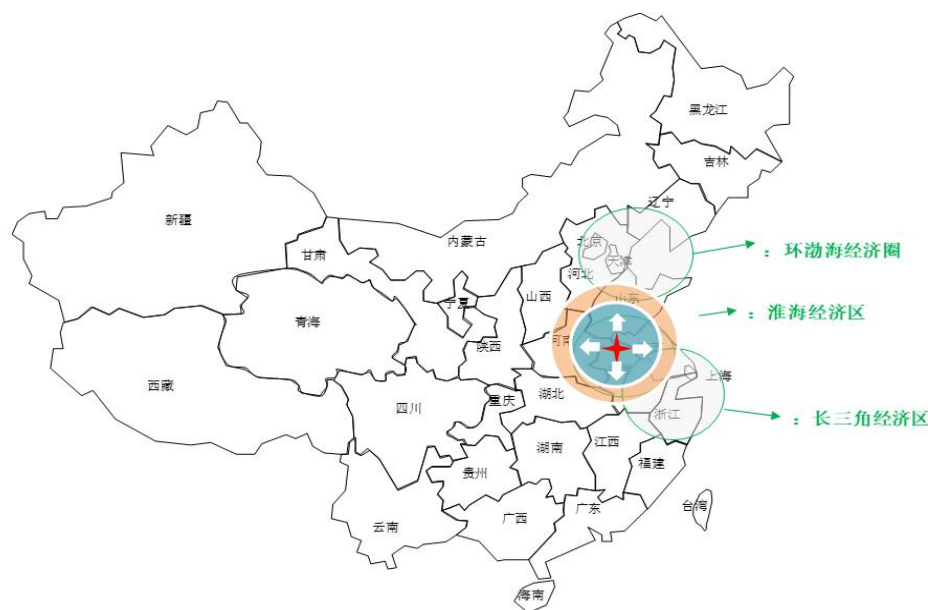 黑龙江
吉林
辽宁
新疆
内蒙古
北京
甘肃
天津
：环渤海经济圈
河北
山西
山东
宁夏
：淮海经济区
青海
河南
陕西
上海
西藏
湖北
重庆
四川
浙江
：长三角经济区
江西
湖南
福建
贵州
台湾
广东
广西
云南
海南